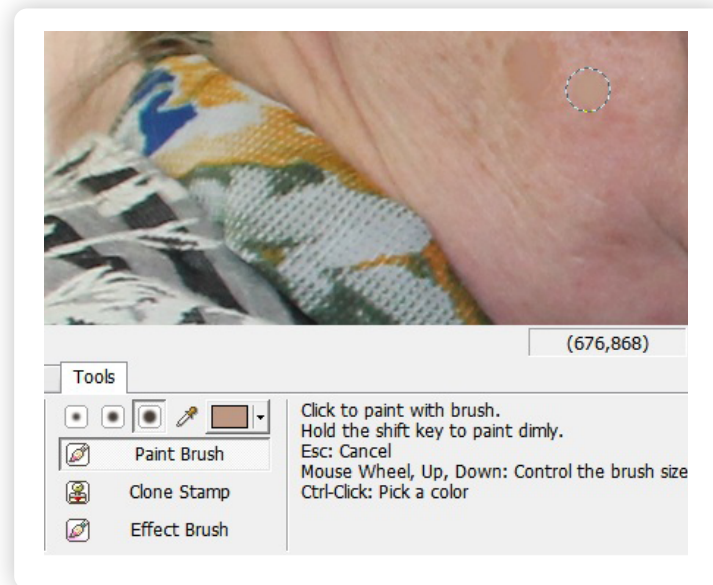 (676,868)
Tools
Click to paint with brush.
Hold the shift key to paint dimly.
Paint Brush
Esc: Cancel
Mouse Wheel, Up, Down: Control the brush size
Clone Stamp
Ctrl-Click: Pick a color
Effect Brush